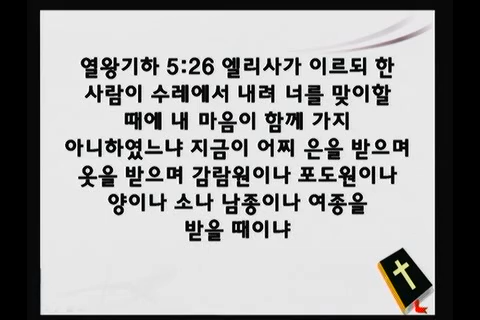 열왕기하 5:26 엘리사가 이르되 한
사람이 수레에서 내려 너를 맞이할
때에 내 마음이 함께 가지
아니하였느냐 지금이 어찌 은을 받으며
옷을 받으며 감람원이나 포도원이나
양이나 소나 남종이나 여종을
받을 때이냐